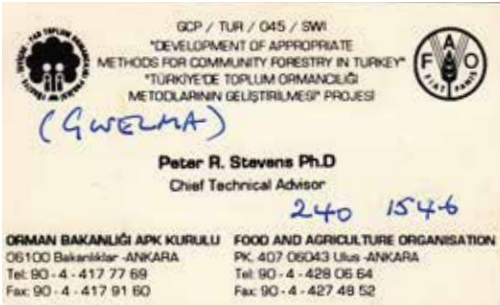 GCP / TUR / 045 / SWI
"DEVELOPMENT OF APPROPRIATE
METHODS FOR COMMUNITY FORESTRY IN TURKEY"
"TÜRKİYE'DE TOPLUM ORMANCILIĞI
METODLARININ GELİŞTİRİLMESİ" PROJESİ
F A O
FIAT PANIS
(GWELMA)
Peter R. Stevens Ph.D
Chief Technical Advisor
240 1546
ORMAN BAKANLIĞI APK KURULU
06100 Bakanlıklar -ANKARA
Tel: 90 - 4 - 417 77 69
Fax: 90 - 4 - 417 91 60
FOOD AND AGRICULTURE ORGANISATION
PK. 407 06043 Ulus -ANKARA
Tel: 90 - 4 - 428 06 64
Fax: 90 - 4 - 427 48 52